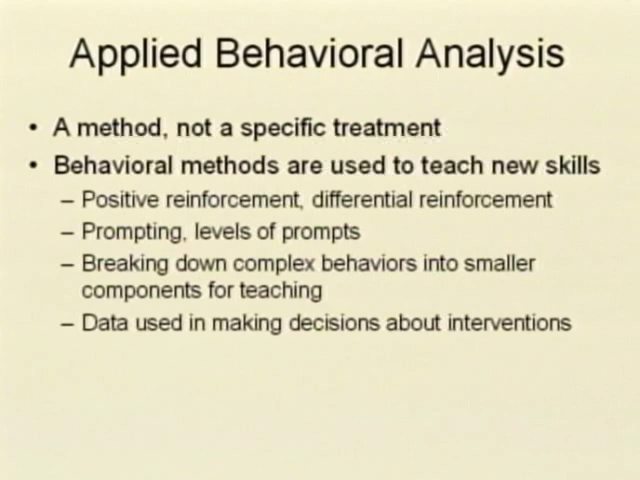 Applied Behavioral Analysis
• A method, not a specific treatment
• Behavioral methods are used to teach new skills
– Positive reinforcement, differential reinforcement
– Prompting, levels of prompts
– Breaking down complex behaviors into smaller
components for teaching
– Data used in making decisions about interventions